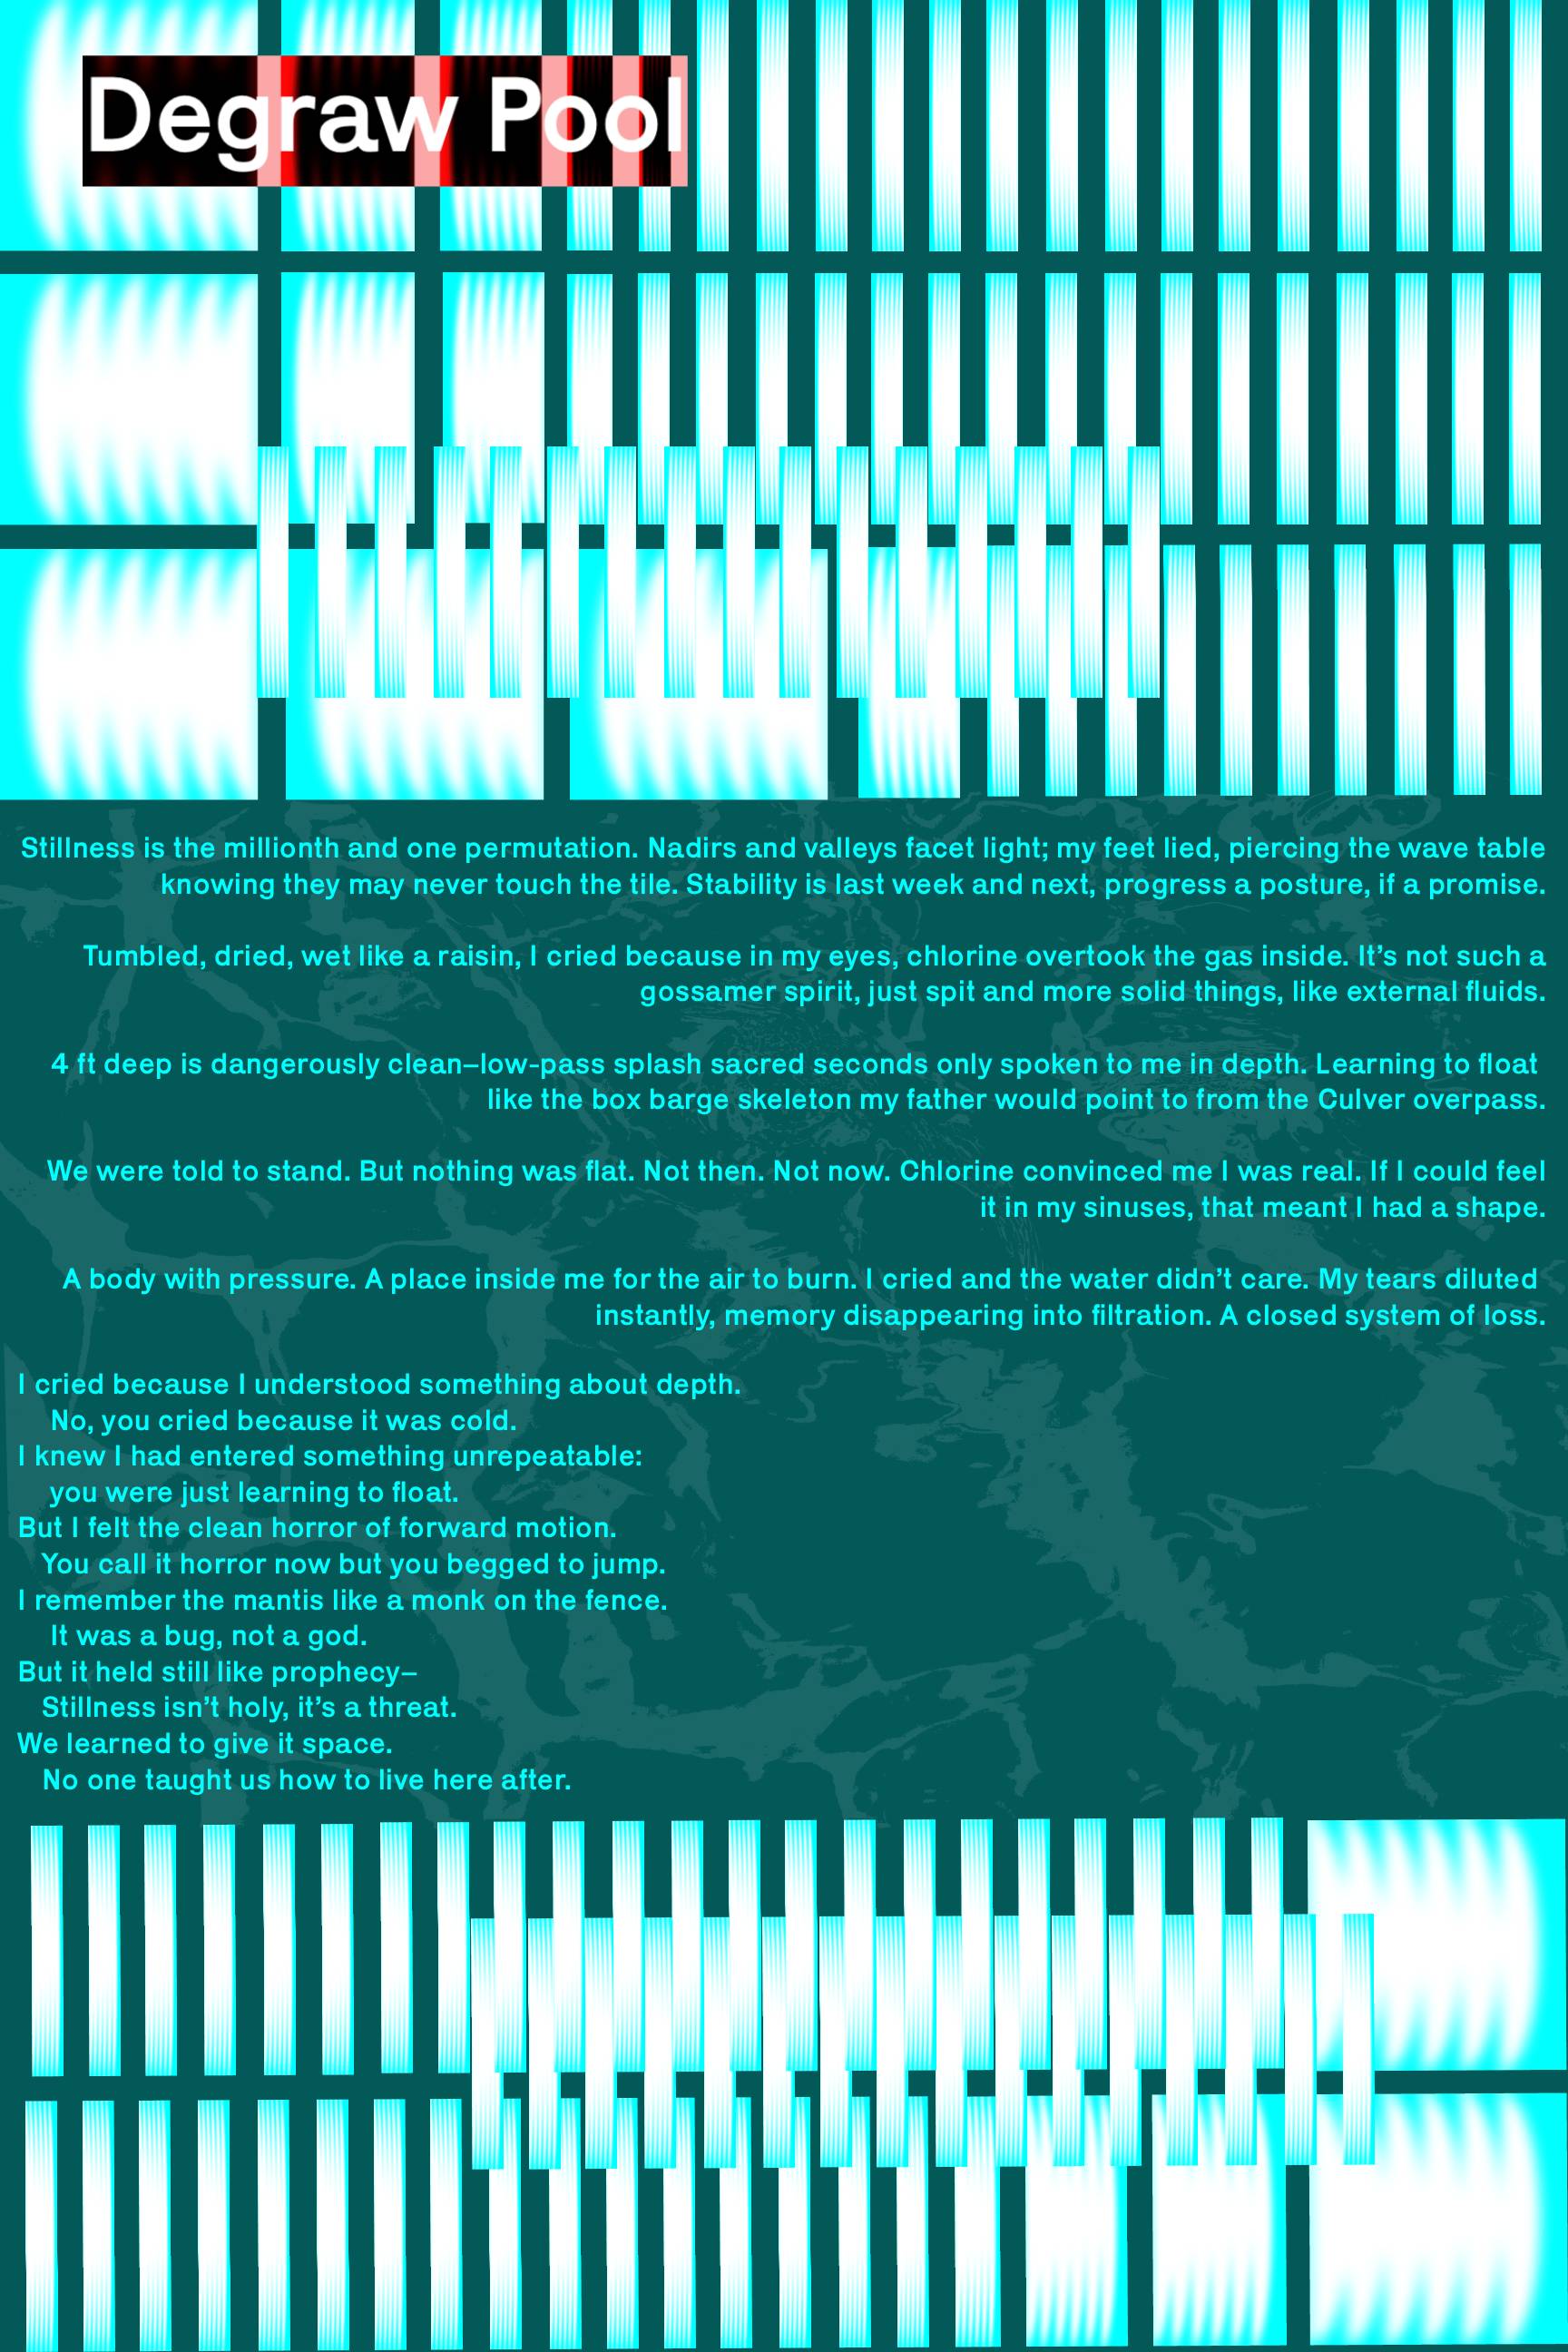 Degraw Pool
Stillness is the millionth and one permutation. Nadirs and valleys facet light; my feet lied, piercing the wave table
knowing they may never touch the tile. Stability is last week and next, progress a posture, if a promise.
Tumbled, dried, wet like a raisin, I cried because in my eyes, chlorine overtook the gas inside. It’s not such a
gossamer spirit, just spit and more solid things, like external fluids.
4 ft deep is dangerously clean–low-pass splash sacred seconds only spoken to me in depth. Learning to float
like the box barge skeleton my father would point to from the Culver overpass.
We were told to stand. But nothing was flat. Not then. Not now. Chlorine convinced me I was real. If I could feel
it in my sinuses, that meant I had a shape.
A body with pressure. A place inside me for the air to burn. I cried and the water didn’t care. My tears diluted
instantly, memory disappearing into filtration. A closed system of loss.
I cried because I understood something about depth.
No, you cried because it was cold.
I knew I had entered something unrepeatable:
you were just learning to float.
But I felt the clean horror of forward motion.
You call it horror now but you begged to jump.
I remember the mantis like a monk on the fence.
It was a bug, not a god.
But it held still like prophecy–
Stillness isn’t holy, it’s a threat.
We learned to give it space.
No one taught us how to live here after.